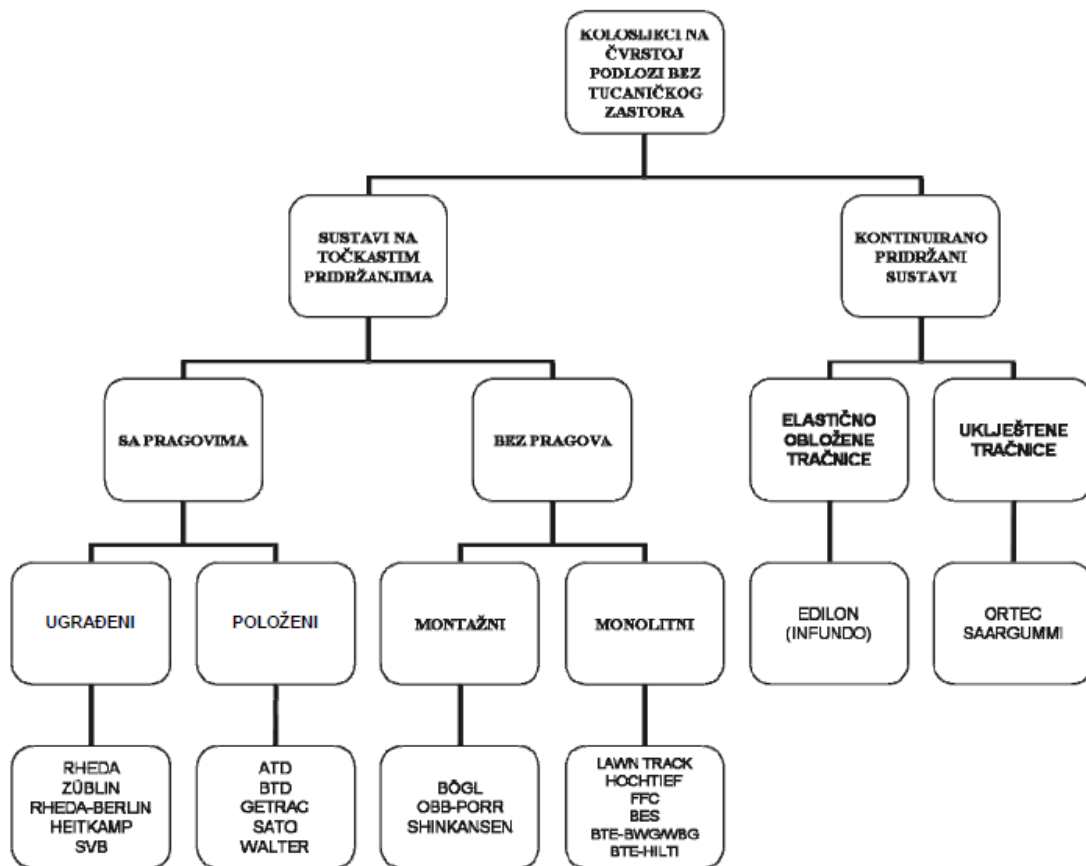 KOLOSIJECI NA
ČVRSTOJ
PODLOZI BEZ
TUCANIČKOG
ZASTORA
SUSTAVI NA
TOČKASTIM
PRIDRŽANJIMA
KONTINUIRANO
PRIDRŽANI
SUSTAVI
SA PRAGOVIMA
BEZ PRAGOVA
ELASTIČNO
OBLOŽENE
TRAČNICE
UKLJEŠTENE
TRAČNICE
UGRAĐENI
POLOŽENI
MONTAŽNI
MONOLITNI
EDILON
(INFUNDO)
ORTEC
SAARGUMMI
RHEDA
ZÜBLIN
RHEDA-BERLIN
HEITKAMP
SVB
ATD
BTD
GETRAC
SATO
WALTER
BÖGL
OBB-PORR
SHINKANSEN
LAWN TRACK
HOCHTIEF
FFC
BES
BTE-BWG/WBG
BTE-HILTI